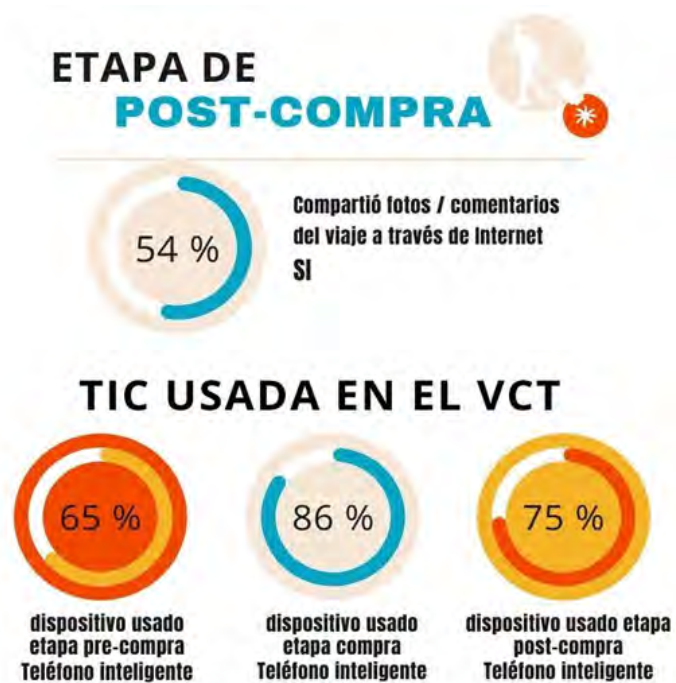 ETAPA DE
POST-COMPRA
54 %
Compartió fotos / comentarios
del viaje a través de Internet
SI
TIC USADA EN EL VCT
65 %
dispositivo usado
etapa pre-compra
Teléfono inteligente
86 %
dispositivo usado
etapa compra
Teléfono inteligente
75 %
dispositivo usado etapa
post-compra
Teléfono inteligente